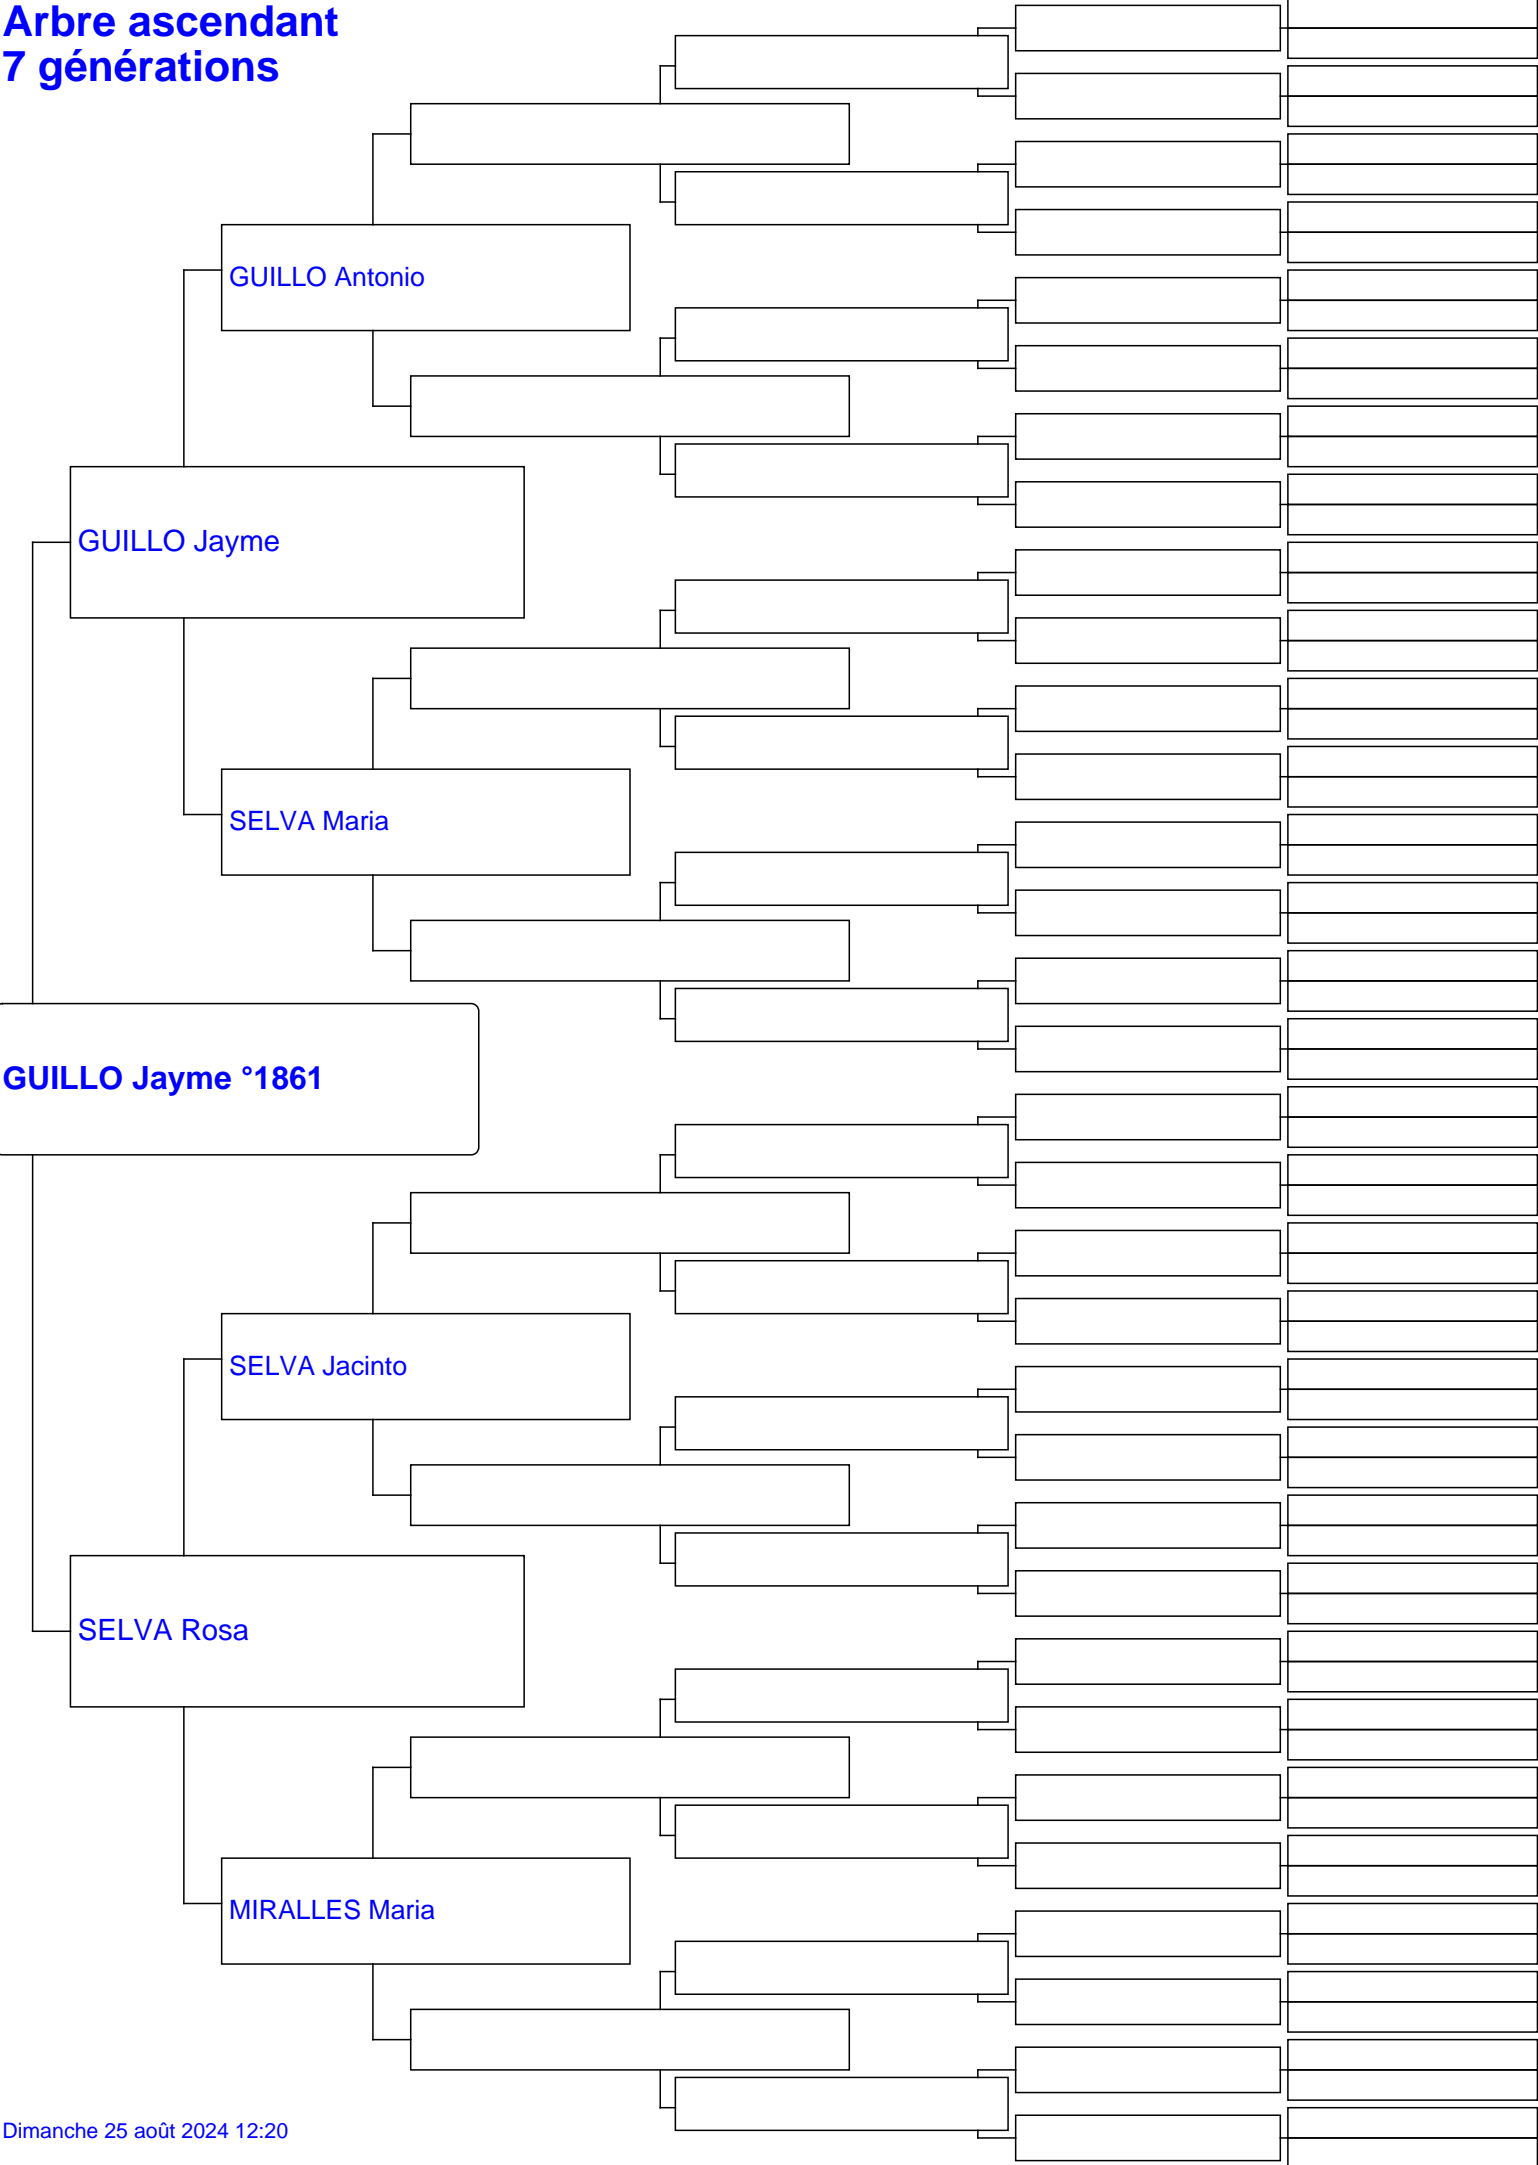 Arbre ascendant
7 générations
GUILLO Antonio
GUILLO Jayme
SELVA Maria
GUILLO Jayme °1861
SELVA Jacinto
SELVA Rosa
MIRALLES Maria
Dimanche 25 août 2024 12:20